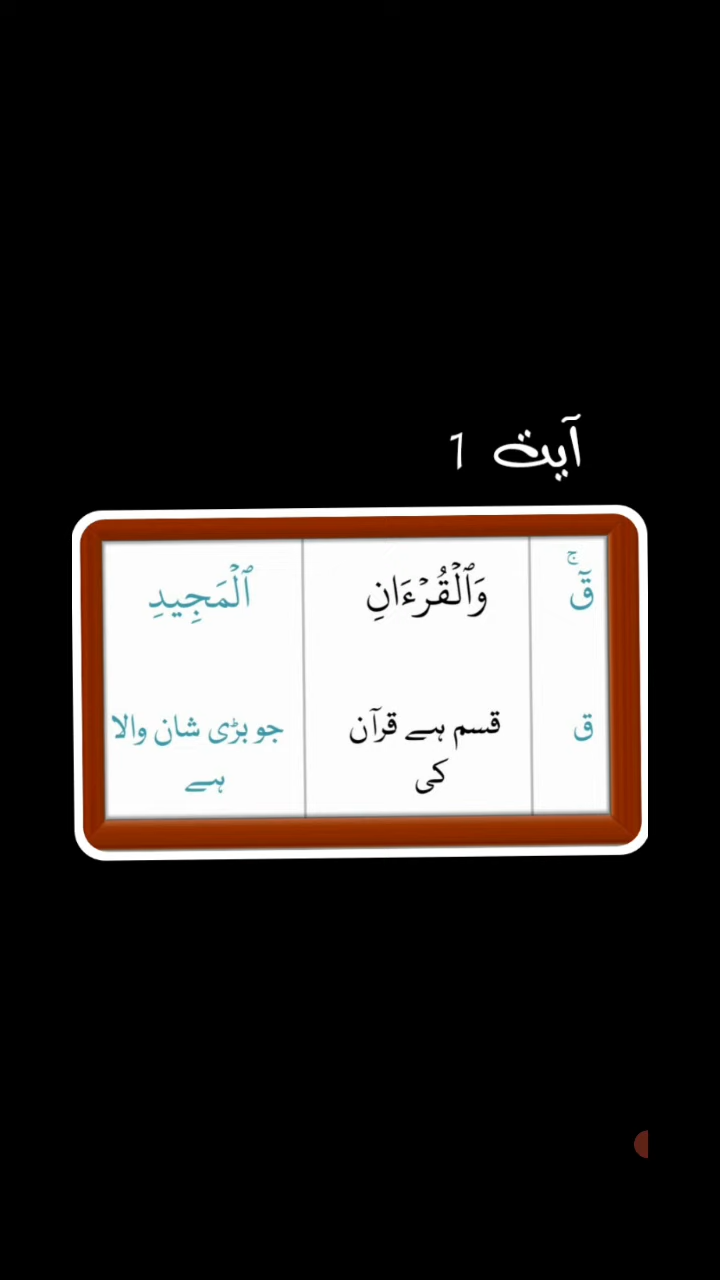 آیت 1
قٓ ۚ وَٱلۡقُرۡءَانِ ٱلۡمَجِيدِ
ق قسم ہے قرآن جو بڑی شان والا
کی ہے